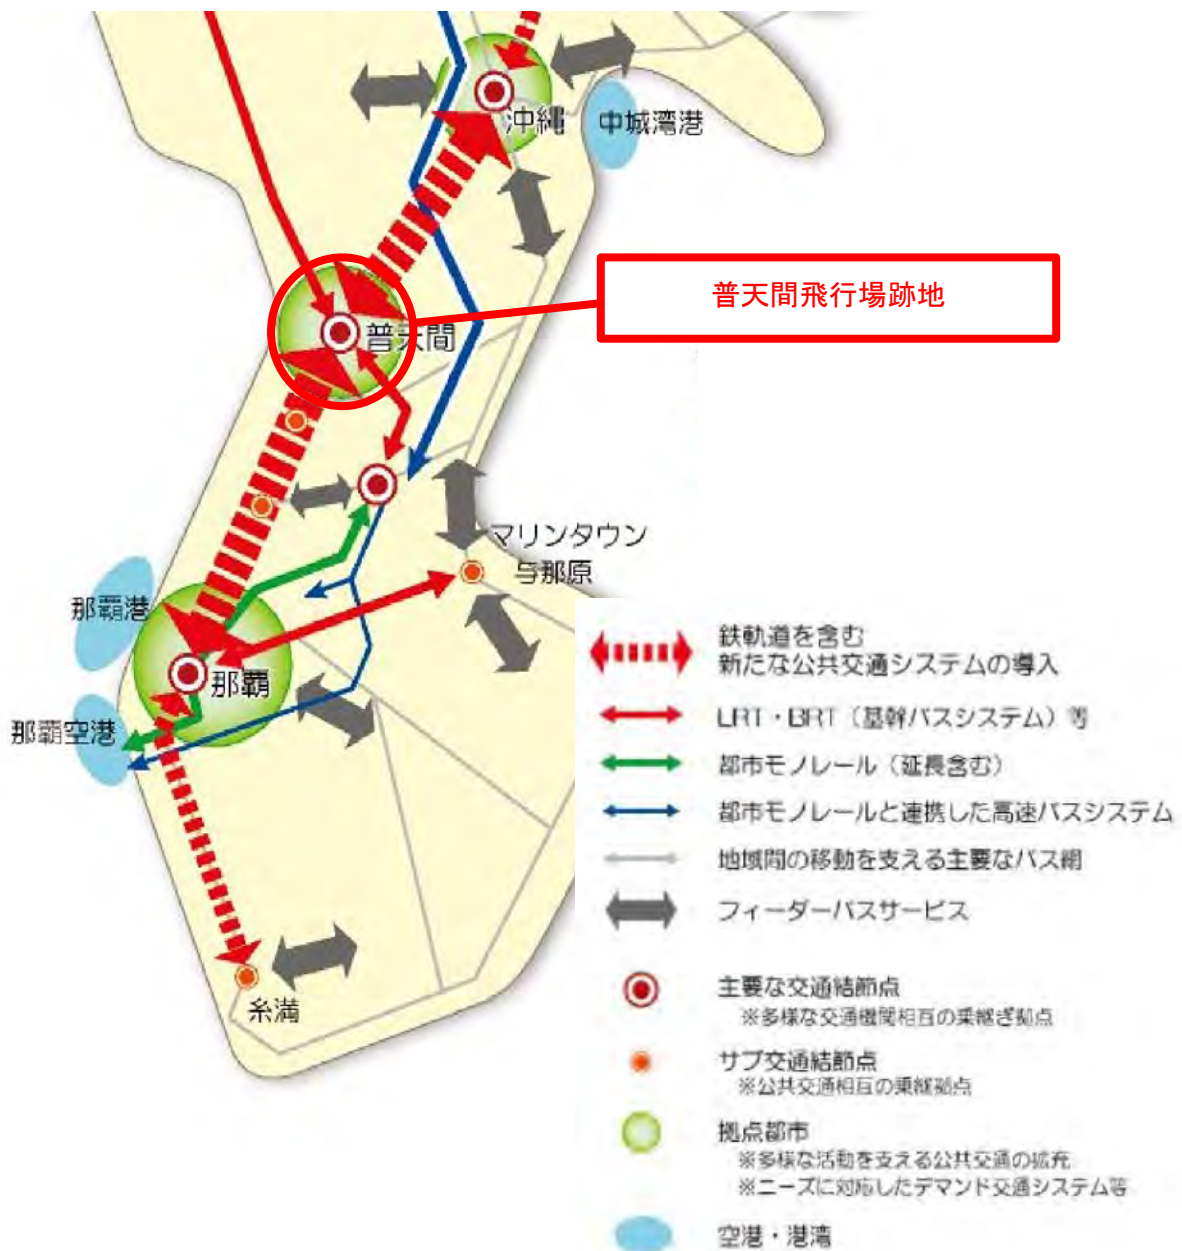 沖縄
中城湾港
普天間飛行場跡地
普天間
マリンタウン
与那原
那覇港
那覇
那覇空港
糸満
鉄軌道を含む
新たな公共交通システムの導入
LRT・BRT（基幹バスシステム）等
都市モノレール（延長含む）
都市モノレールと連携した高速バスシステム
地域間の移動を支える主要なバス網
フィーダーバスサービス
主要な交通結節点
※多様な交通機関相互の乗継ぎ拠点
サブ交通結節点
※公共交通相互の乗継拠点
拠点都市
※多様な活動を支える公共交通の拡充
※ニーズに対応したデマンド交通システム等
空港・港湾